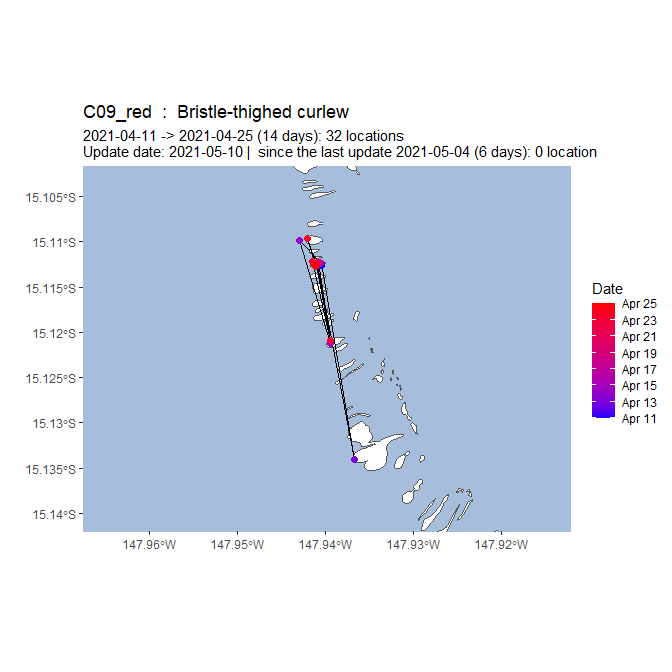 C09_red  :  Bristle-thighed curlew
2021-04-11 -> 2021-04-25 (14 days): 32 locations
Update date: 2021-05-10 |  since the last update 2021-05-04 (6 days): 0 location
15.105°S
15.11°S
15.115°S
15.12°S
15.125°S
15.13°S
15.135°S
15.14°S
147.96°W
147.95°W
147.94°W
147.93°W
147.92°W
Date
Apr 25
Apr 23
Apr 21
Apr 19
Apr 17
Apr 15
Apr 13
Apr 11